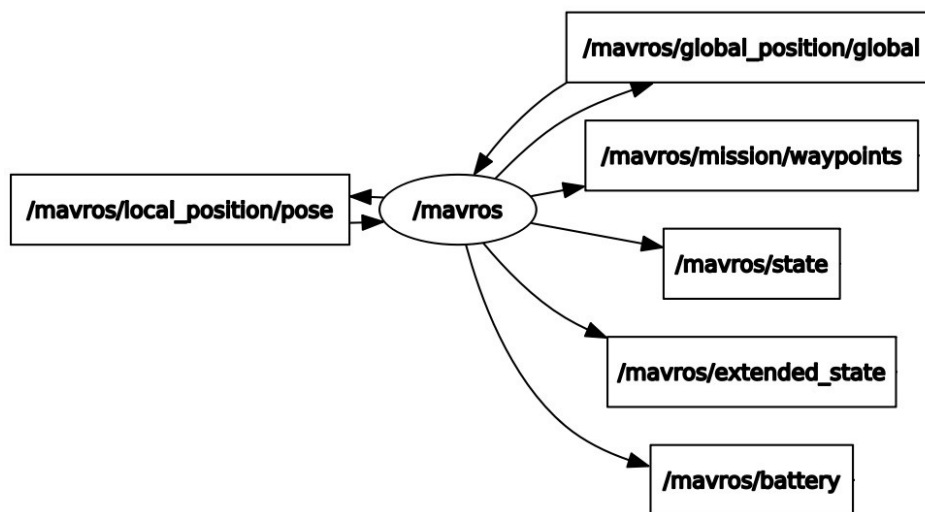 /mavros/global_position/global
/mavros/mission/waypoints
/mavros/local_position/pose
/mavros
/mavros/state
/mavros/extended_state
/mavros/battery